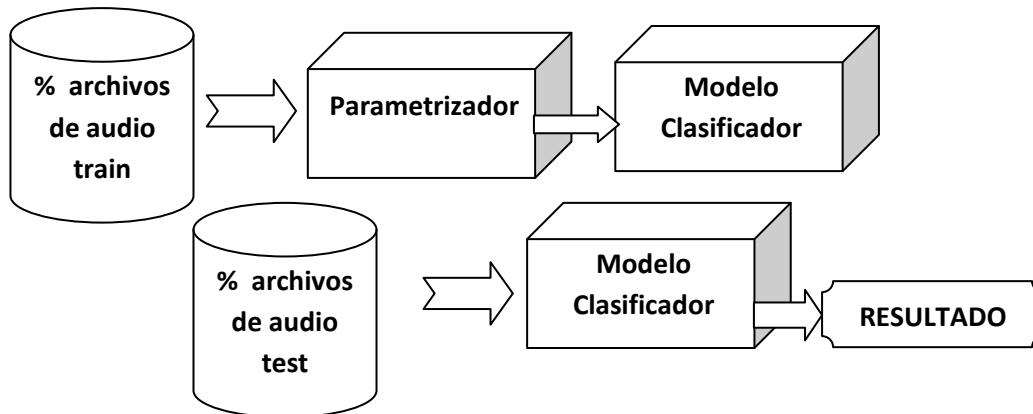 % archivos
de audio
train
Parametrizador
Modelo
Clasificador
% archivos
de audio
test
Modelo
Clasificador
RESULTADO